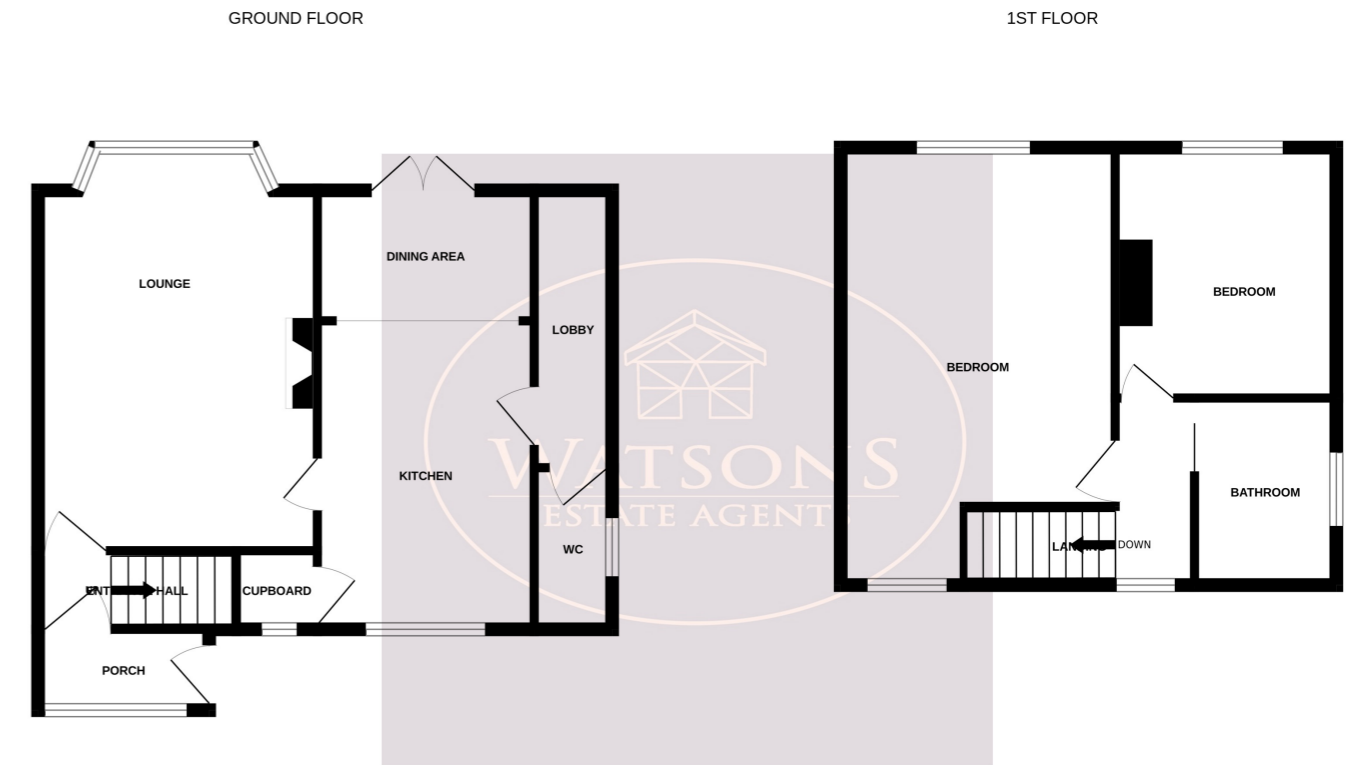 GROUND FLOOR
1ST FLOOR
DINING AREA
LOUNGE
LOBBY
BEDROOM
BEDROOM
KITCHEN
WATSONS
ESTATE AGENTS
BATHROOM
WC
DOWN
HALL
CUPBOARD
PORCH